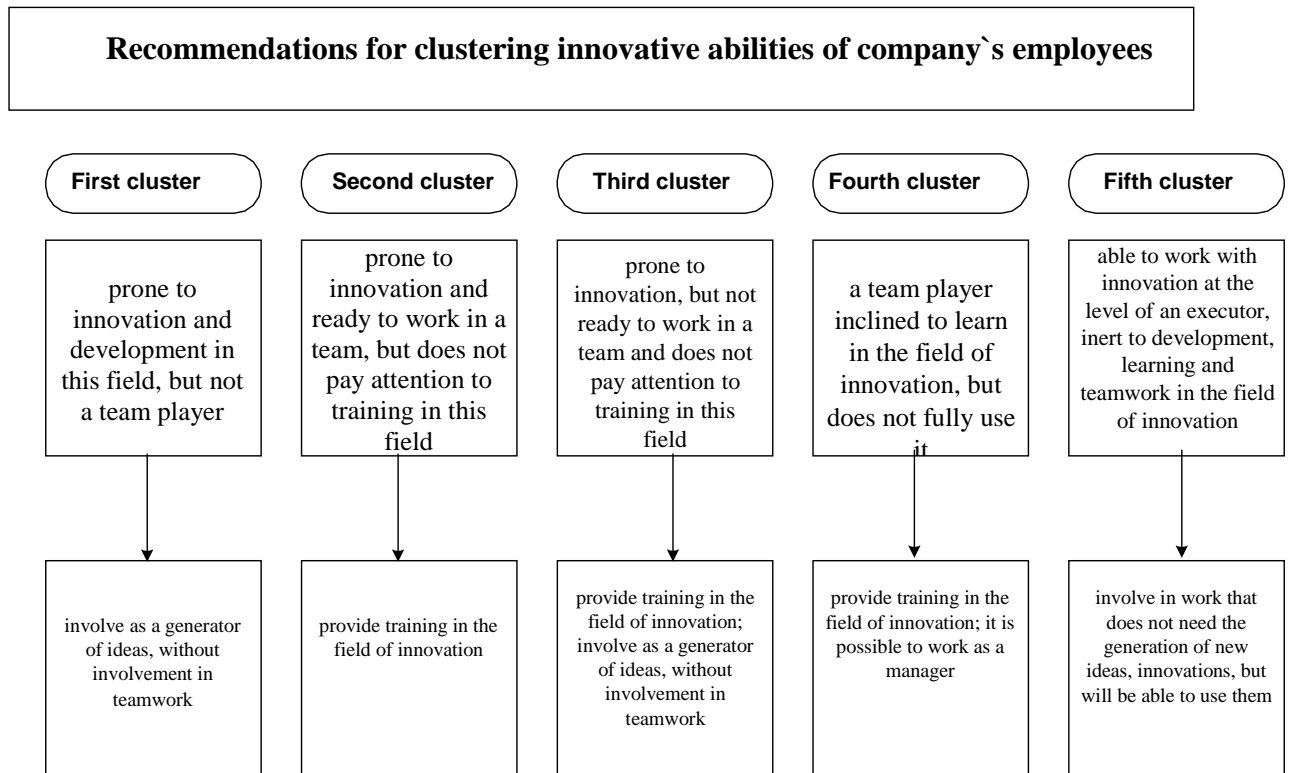 Recommendations for clustering innovative abilities of company`s employees
First cluster
Second cluster
Third cluster
Fourth cluster
Fifth cluster
prone to
innovation and
development in
this field, but not
a team player
prone to
innovation and
ready to work in a
team, but does not
pay attention to
training in this
field
prone to
innovation, but not
ready to work in a
team and does not
pay attention to
training in this
field
a team player
inclined to learn
in the field of
innovation, but
does not fully use
it
able to work with
innovation at the
level of an executor,
inert to development,
learning and
teamwork in the field
of innovation
involve as a generator
of ideas, without
involvement in
teamwork
provide training in the
field of innovation
provide training in the
field of innovation;
involve as a generator
of ideas, without
involvement in
teamwork
provide training in the
field of innovation; it is
possible to work as a
manager
involve in work that
does not need the
generation of new
ideas, innovations, but
will be able to use them